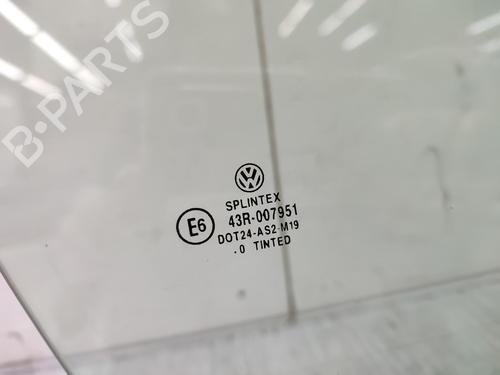 B-PARTS
VW
SPLINTEX
E6
43R-007951
DOT24-AS2-M19
.0 TINTED